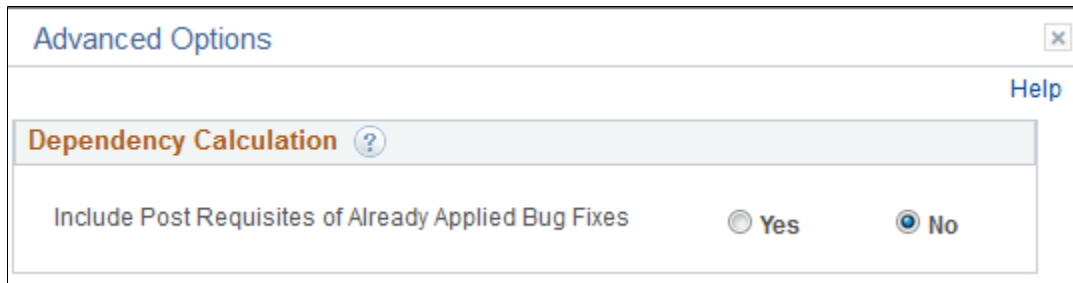 Advanced Options
Help
Dependency Calculation ?
Include Post Requisites of Already Applied Bug Fixes Yes No